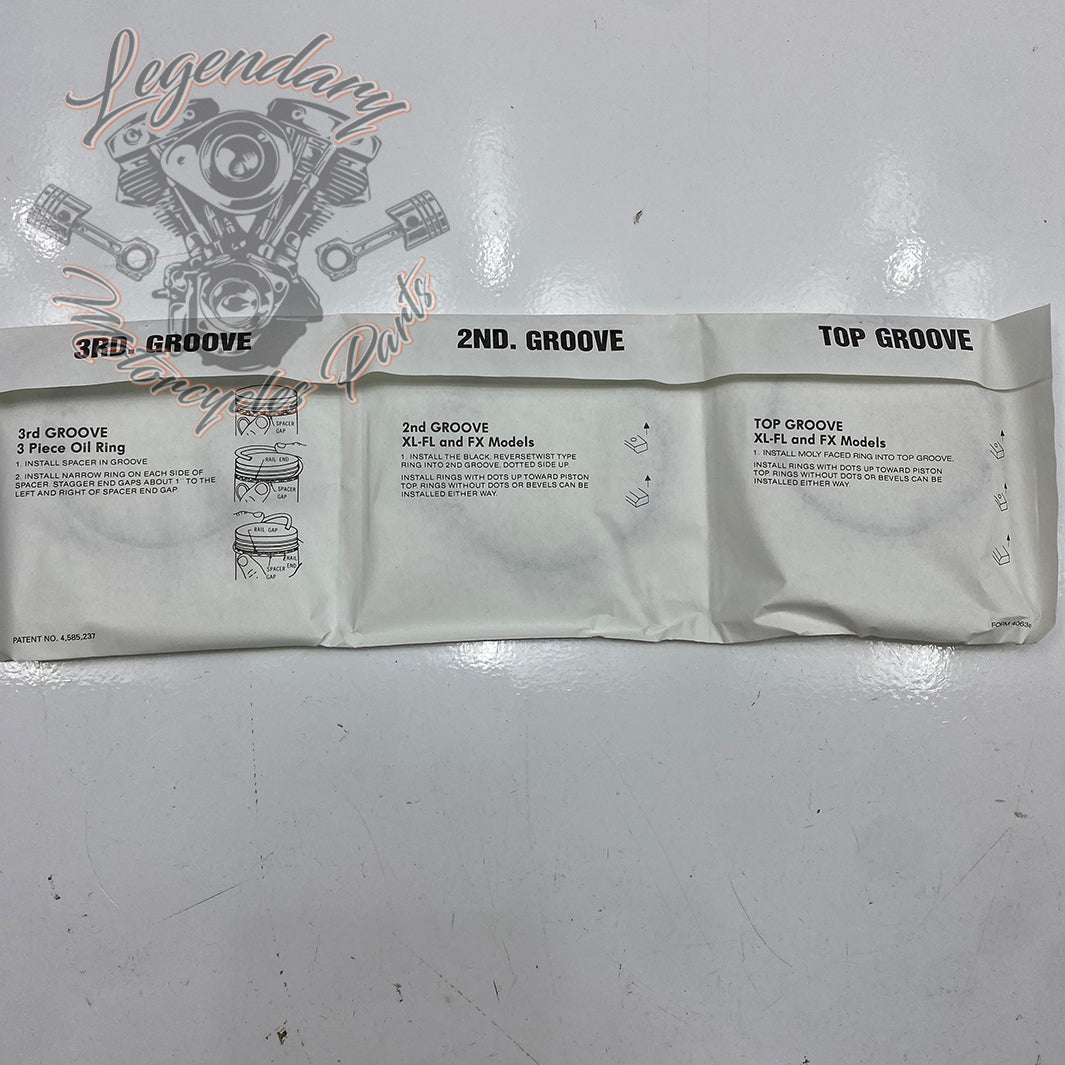 Legendary
Motorcycles Parts
3RD. GROOVE
2ND. GROOVE
TOP GROOVE
3rd GROOVE
3 Piece Oil Ring
1. INSTALL SPACER IN GROOVE
2. INSTALL NARROW RING ON EACH SIDE OF
SPACER. STAGGER END GAPS ABOUT 1" TO THE
LEFT AND RIGHT OF SPACER END GAP
SPACER
GAP
RAIL END
SPACER
GAP
RAIL GAP
RAIL
END
SPACER
GAP
PATENT NO. 4,585,237
2nd GROOVE
XL-FL and FX Models
1. INSTALL THE BLACK, REVERSETWIST TYPE
RING INTO 2ND GROOVE, DOTTED SIDE UP.
INSTALL RINGS WITH DOTS UP TOWARD PISTON
TOP. RINGS WITHOUT DOTS OR BEVELS CAN BE
INSTALLED EITHER WAY.
TOP GROOVE
XL-FL and FX Models
1. INSTALL MOLY FACED RING INTO TOP GROOVE.
INSTALL RINGS WITH DOTS UP TOWARD PISTON
TOP. RINGS WITHOUT DOTS OR BEVELS CAN BE
INSTALLED EITHER WAY
FORM